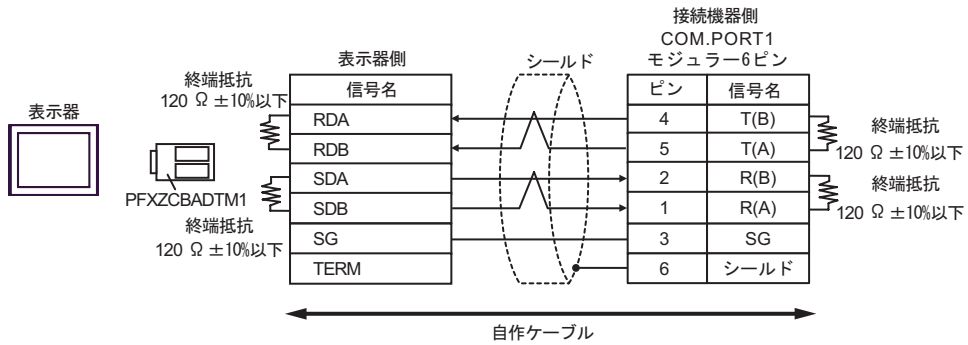 接続機器側
COM.PORT1
モジュラー6ピン
表示器側
シールド
終端抵抗
120 Ω ±10%以下
表示器
信号名
ピン
信号名
RDA
4
T(B)
RDB
5
T(A)
終端抵抗
120 Ω ±10%以下
SDA
2
R(B)
SDB
1
R(A)
終端抵抗
120 Ω ±10%以下
PFXZCBADTM1
終端抵抗
120 Ω ±10%以下
SG
3
SG
TERM
6
シールド
自作ケーブル